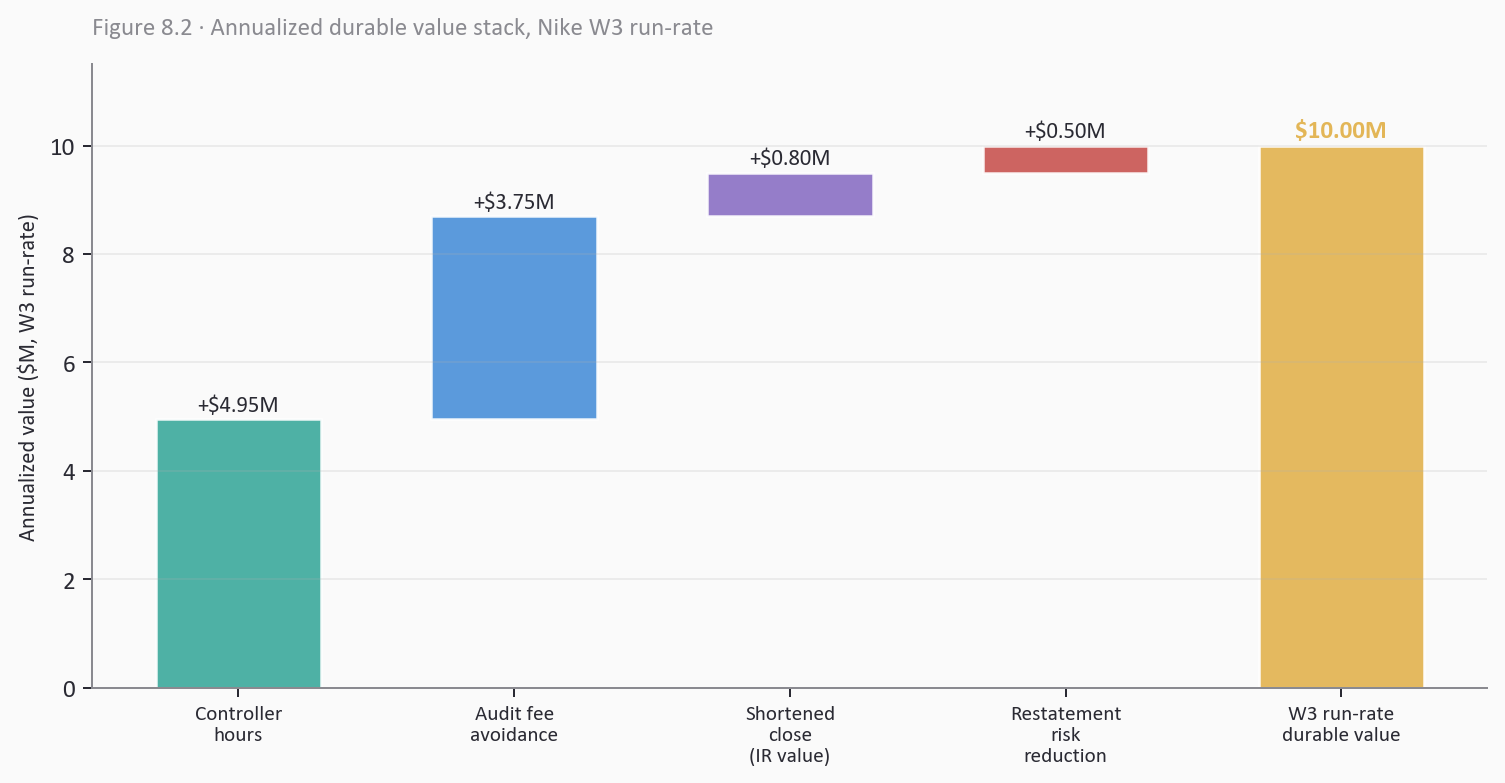 Figure 8.2 · Annualized durable value stack, Nike W3 run-rate
Annualized value ($M, W3 run-rate)
10
8
6
4
2
0
+$4.95M
+$3.75M
+$0.80M
+$0.50M
$10.00M
Controller
hours
Audit fee
avoidance
Shortened
close
(IR value)
Restatement
risk
reduction
W3 run-rate
durable value